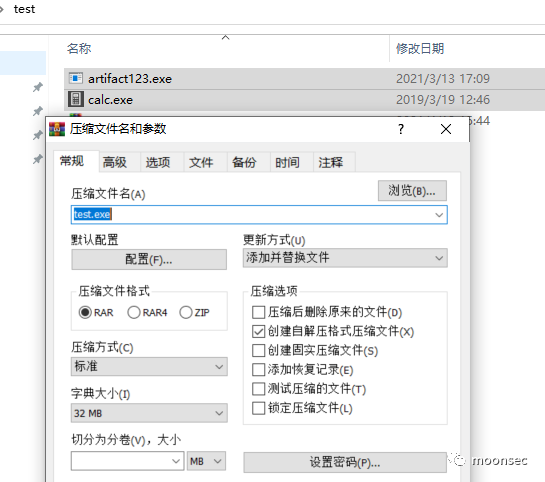 test
名称
修改日期
artifact123.exe
2021/3/13 17:09
calc.exe
2019/3/19 12:46
5:44
压缩文件名和参数
?
常规 高级 选项 文件 备份 时间 注释
压缩文件名(A)
浏览(B)...
test.exe
默认配置
更新方式(U)
配置(F)...
添加并替换文件
压缩文件格式
RAR RAR4 ZIP
压缩选项
压缩后删除原来的文件(D)
创建自解压格式压缩文件(X)
创建固实压缩文件(S)
添加恢复记录(E)
测试压缩的文件(T)
锁定压缩文件(L)
压缩方式(C)
标准
字典大小(I)
32 MB
切分为分卷(V),大小
MB
设置密码(P)...
moonsec